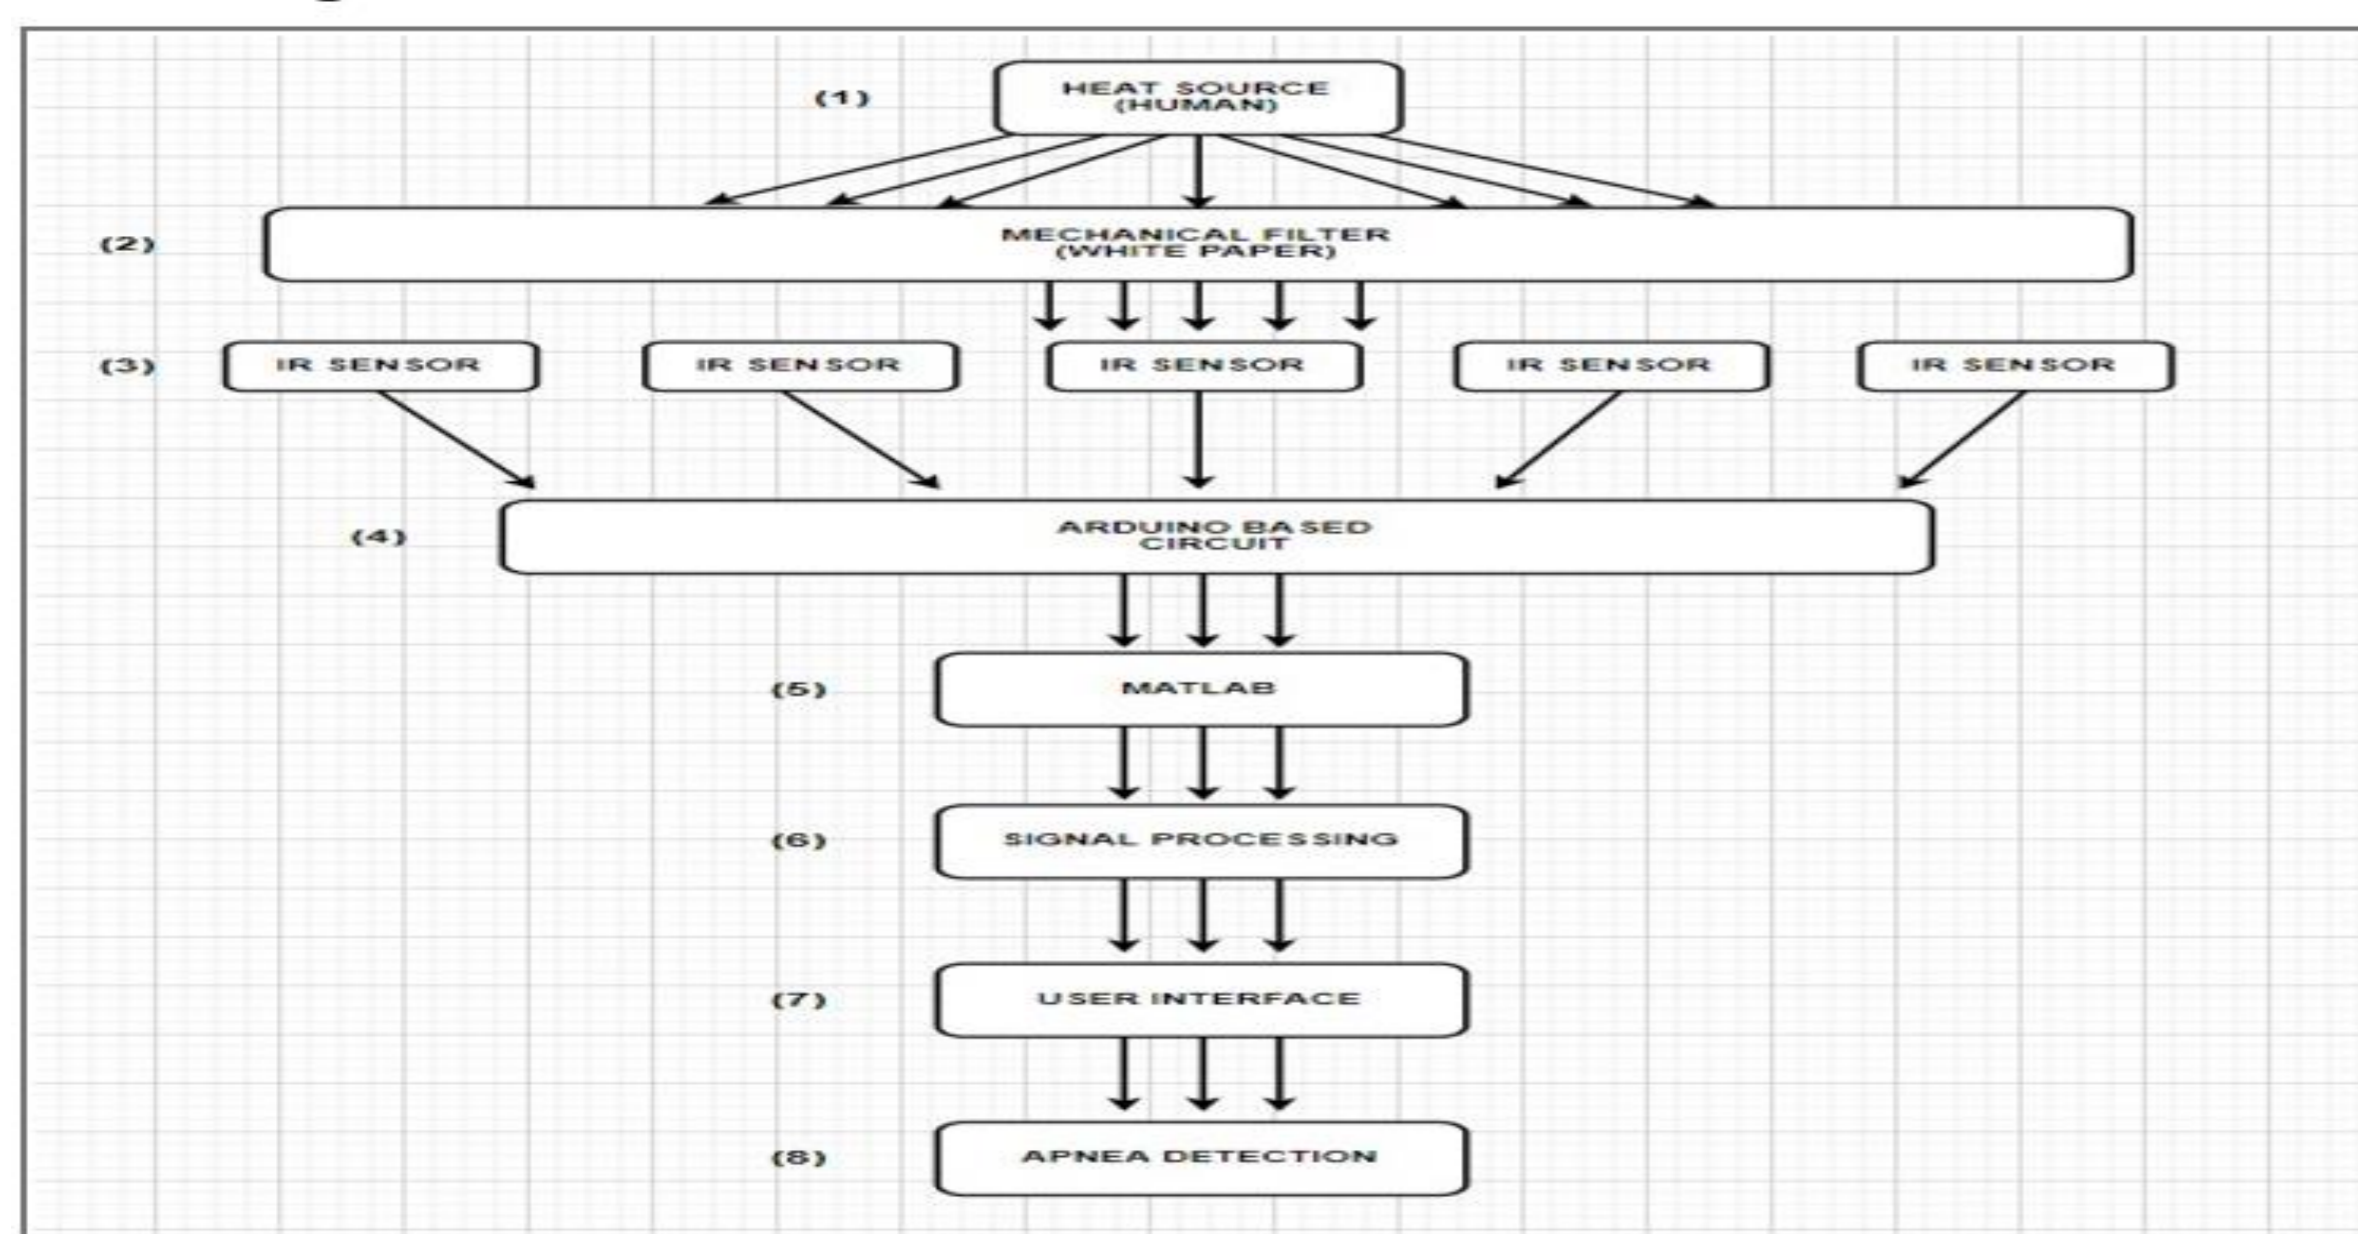 (1)
HEAT SOURCE
(HUMAN)
(2)
MECHANICAL FILTER
(WHITE PAPER)
(3)
IR SENSOR
IR SENSOR
IR SENSOR
IR SENSOR
IR SENSOR
(4)
ARDUINO BASED
CIRCUIT
(5)
MATLAB
(6)
SIGNAL PROCESSING
(7)
USER INTERFACE
(8)
APNEA DETECTION